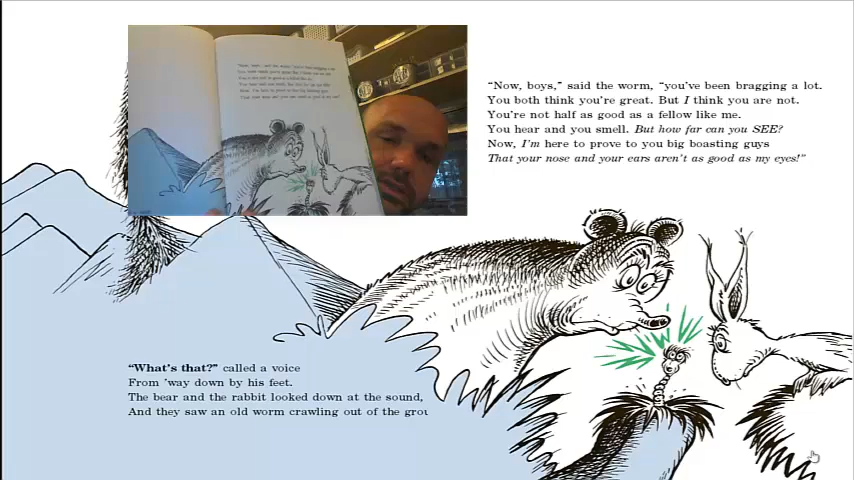 "What's that?" called a voice
From 'way down by his feet.
The bear and the rabbit looked down at the sound,
And they saw an old worm crawling out of the
"Now, boys," said the worm, "you've been bragging a lot.
You both think you're great. But I think you are not.
You're not half as good as a fellow like me.
You hear and you smell. But how far can you SEE?
Now, I'm here to prove to you big boasting guys
That your nose and your ears aren't as good as my eyes!"